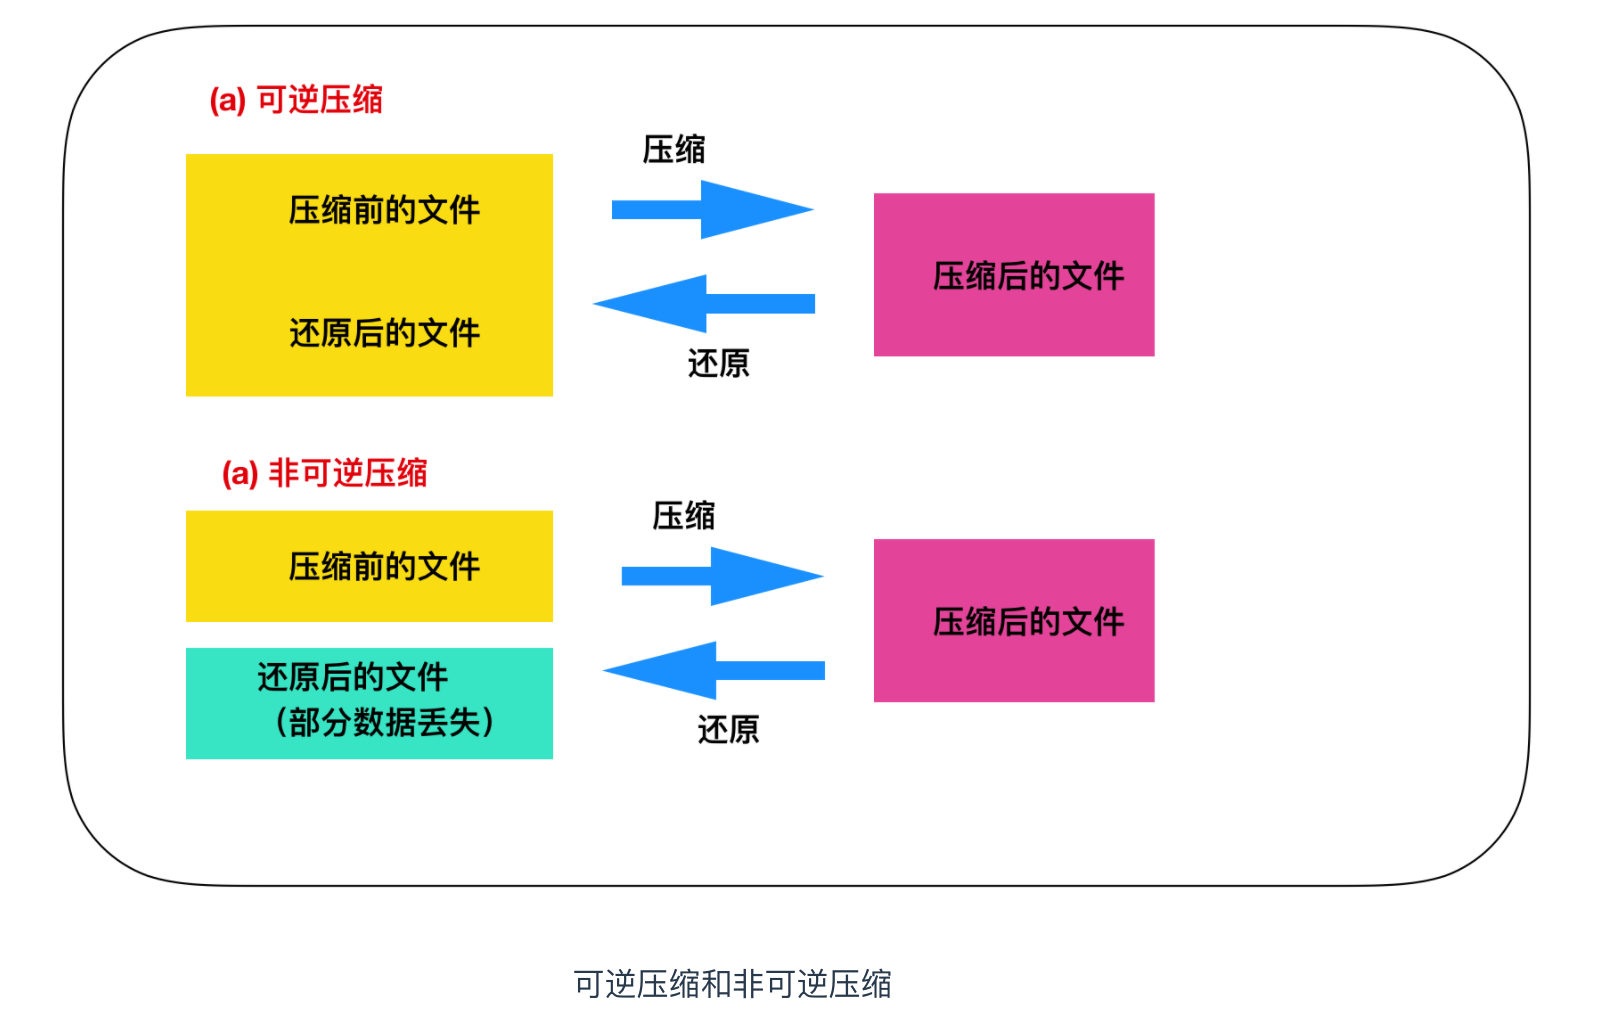 (a) 可逆压缩
压缩
压缩前的文件
压缩后的文件
还原后的文件
还原
(a) 非可逆压缩
压缩
压缩前的文件
压缩后的文件
还原后的文件
（部分数据丢失）
还原
可逆压缩和非可逆压缩